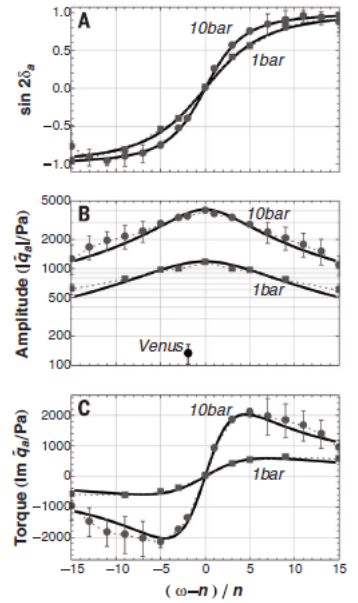 A
10bar
1bar
sin 2δₐ
1.0
0.5
0.0
−0.5
−1.0
B
10bar
1bar
Venus
Amplitude (|q̃ₐ|/Pa)
5000
2000
1000
500
200
100
C
10bar
1bar
Torque (Im q̃ₐ/Pa)
2000
1000
0
−1000
−2000
−15 −10 −5 0 5 10 15
(ω−n) / n